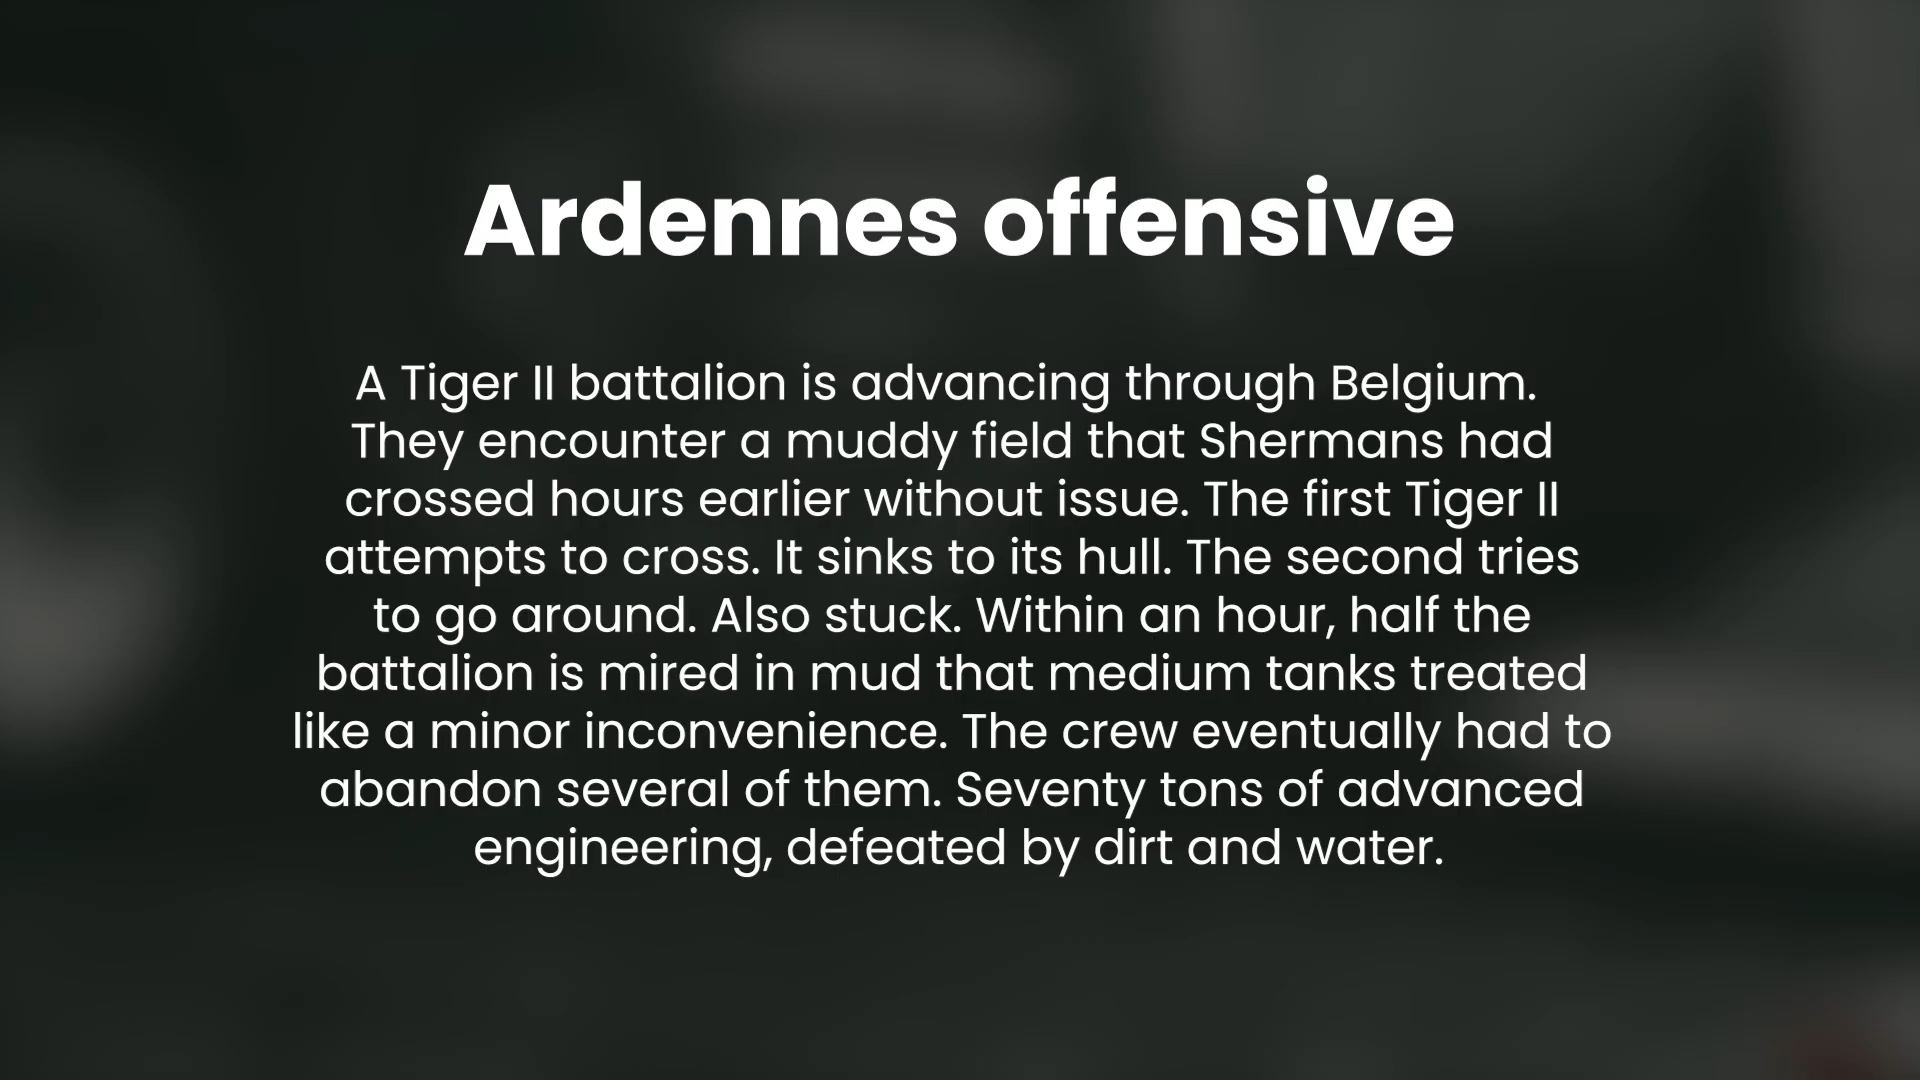 Ardennes offensive
A Tiger II battalion is advancing through Belgium.
They encounter a muddy field that Shermans had
crossed hours earlier without issue. The first Tiger II
attempts to cross. It sinks to its hull. The second tries
to go around. Also stuck. Within an hour, half the
battalion is mired in mud that medium tanks treated
like a minor inconvenience. The crew eventually had to
abandon several of them. Seventy tons of advanced
engineering, defeated by dirt and water.